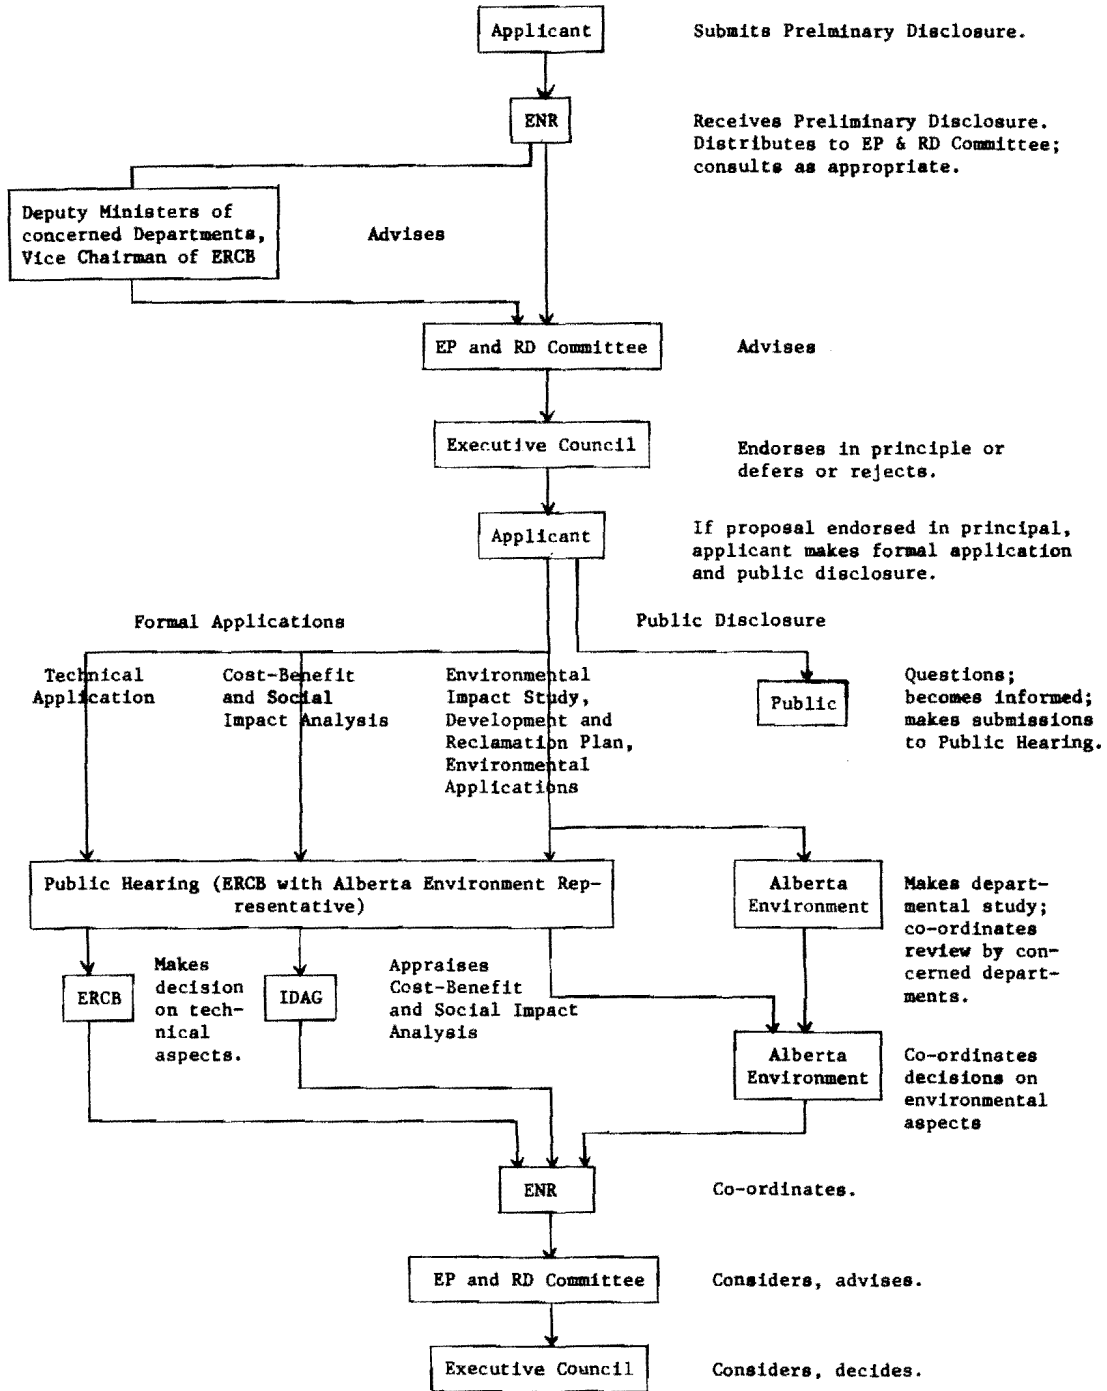 Applicant
Submits Prelminary Disclosure.
ENR
Receives Preliminary Disclosure.
Distributes to EP & RD Committee;
consults as appropriate.
Deputy Ministers of
concerned Departments,
Vice Chairman of ERCB
Advises
EP and RD Committee
Advises
Executive Council
Endorses in principle or
defers or rejects.
Applicant
If proposal endorsed in principal,
applicant makes formal application
and public disclosure.
Formal Applications
Public Disclosure
Technical
Application
Cost-Benefit
and Social
Impact Analysis
Environmental
Impact Study,
Development and
Reclamation Plan,
Environmental
Applications
Public
Questions;
becomes informed;
makes submissions
to Public Hearing.
Public Hearing (ERCB with Alberta Environment Rep-
resentative)
Alberta
Environment
Makes depart-
mental study;
co-ordinates
review by con-
cerned depart-
ments.
ERCB
Makes
decision
on tech-
nical
aspects.
IDAG
Appraises
Cost-Benefit
and Social Impact
Analysis
Alberta
Environment
Co-ordinates
decisions on
environmental
aspects
ENR
Co-ordinates.
EP and RD Committee
Considers, advises.
Executive Council
Considers, decides.